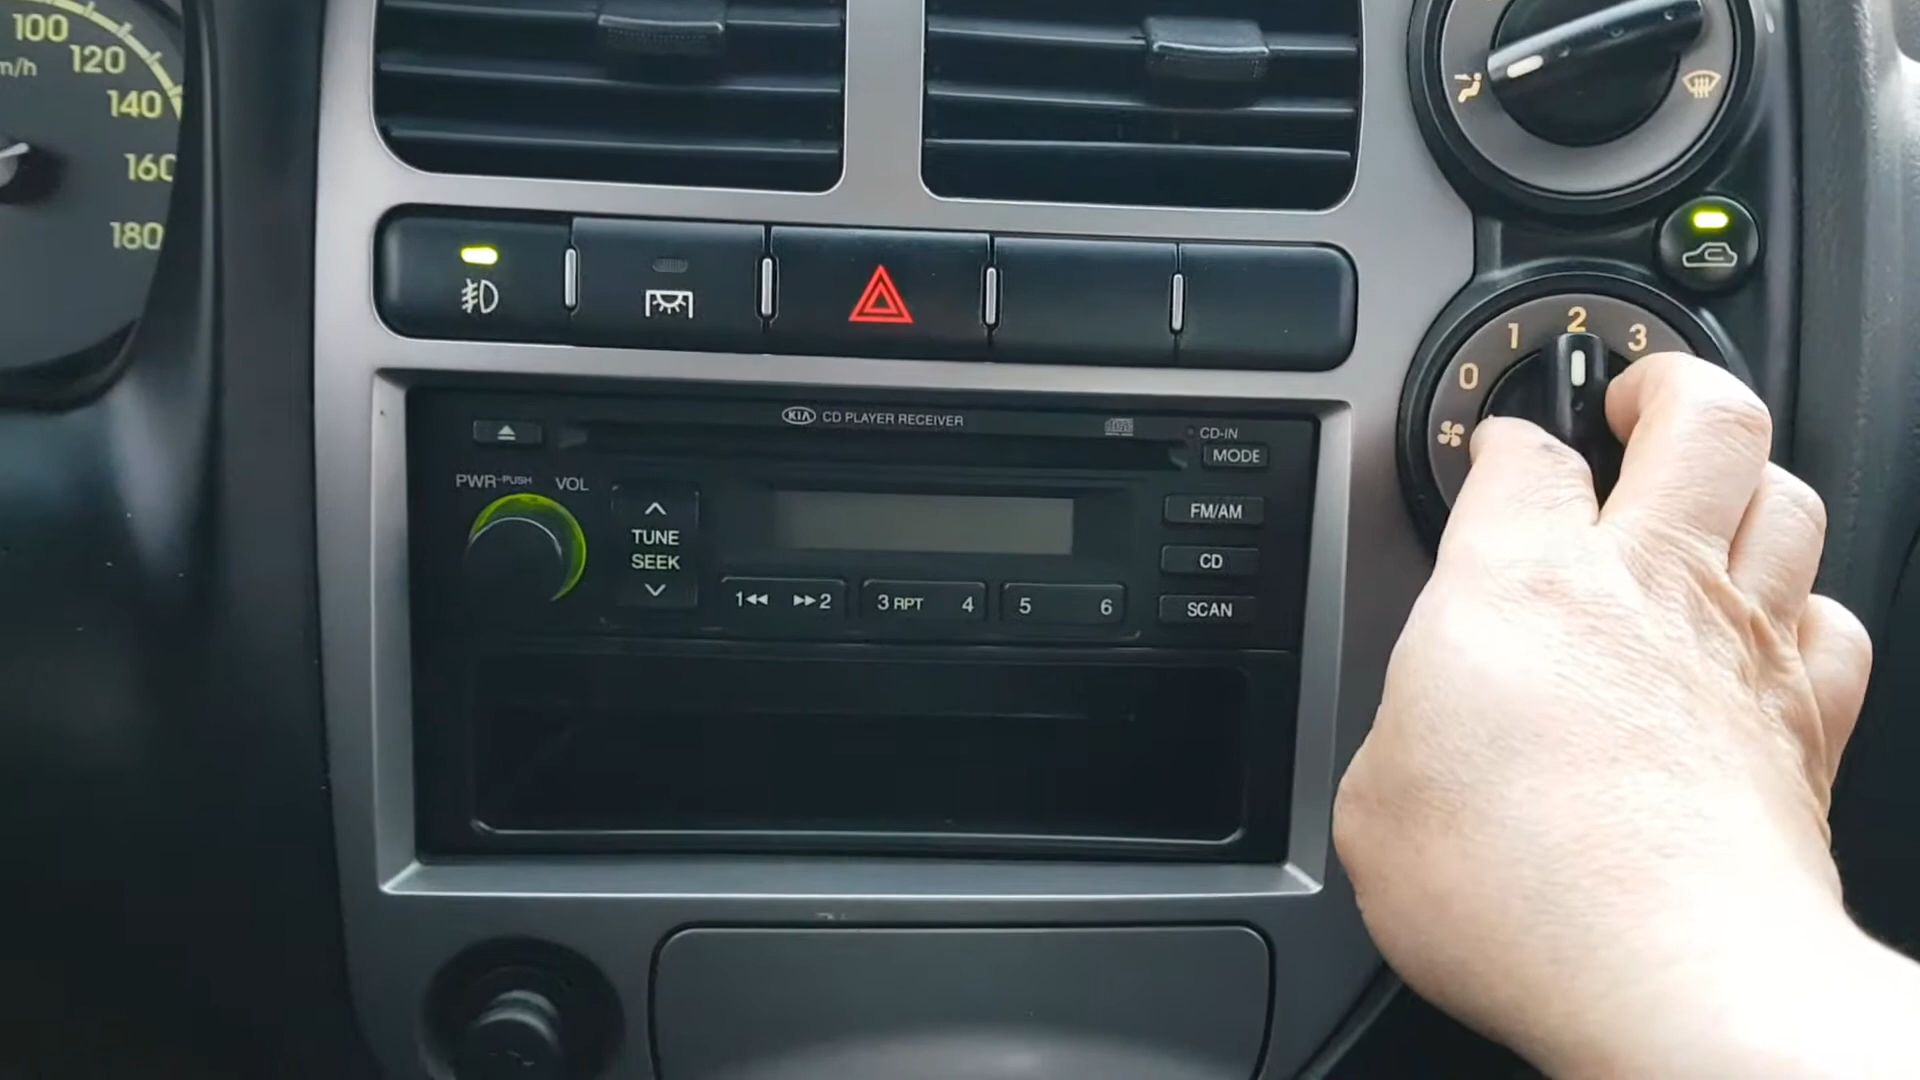 100
m/h
120
140
160
180
0
1
2
3
KIA CD PLAYER RECEIVER
CD-IN
MODE
PWR-PUSH VOL
TUNE
SEEK
FM/AM
CD
SCAN
1 2
3 RPT 4
5 6